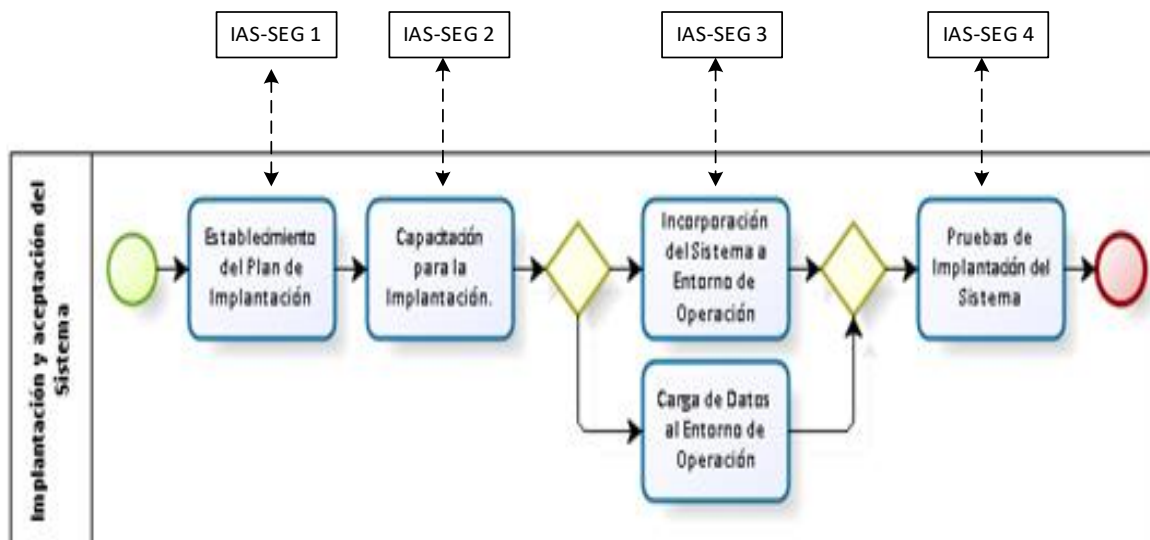 IAS-SEG 1
IAS-SEG 2
IAS-SEG 3
IAS-SEG 4
Implantación y aceptación del
Sistema
Establecimiento
del Plan de
Implantación
Capacitación
para la
Implantación.
Incorporación
del Sistema a
Entorno de
Operación
Carga de Datos
al Entorno de
Operación
Pruebas de
Implantación del
Sistema